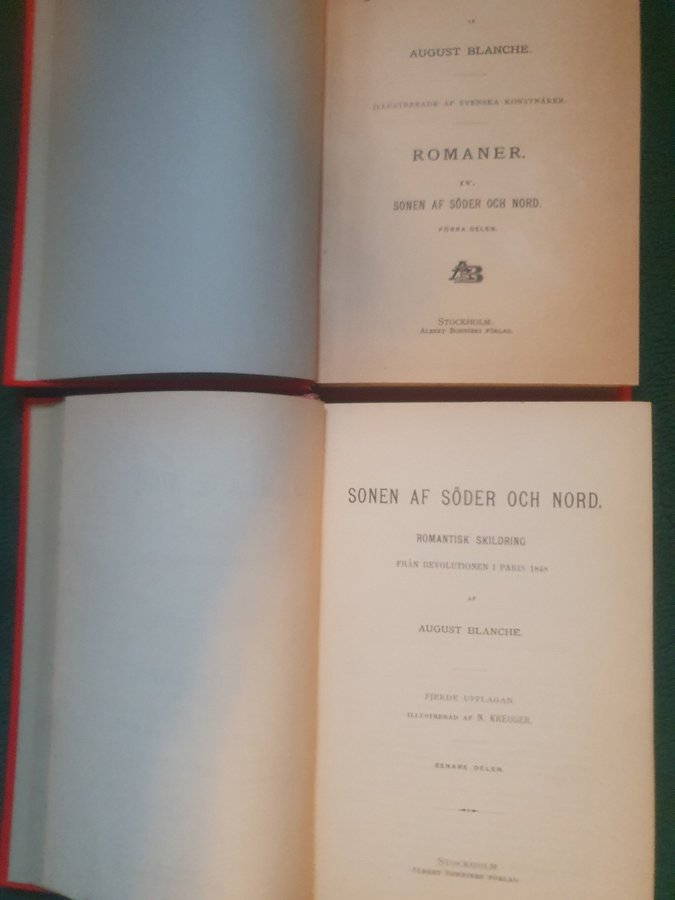 AF
AUGUST BLANCHE.
ILLUSTRERADE AF SVENSKA KONSTNÄRER.
ROMANER.
IV.
SONEN AF SÖDER OCH NORD.
FÖRRA DELEN.
STOCKHOLM.
ALBERT BONNIERS FÖRLAG.
SONEN AF SÖDER OCH NORD.
ROMANTISK SKILDRING
FRÅN REVOLUTIONEN I PARIS 1848
AF
AUGUST BLANCHE.
FJERDE UPPLAGAN
ILLUSTRERAD AF N. KREUGER.
SENARE DELEN.
STOCKHOLM
ALBERT BONNIERS FÖRLAG.